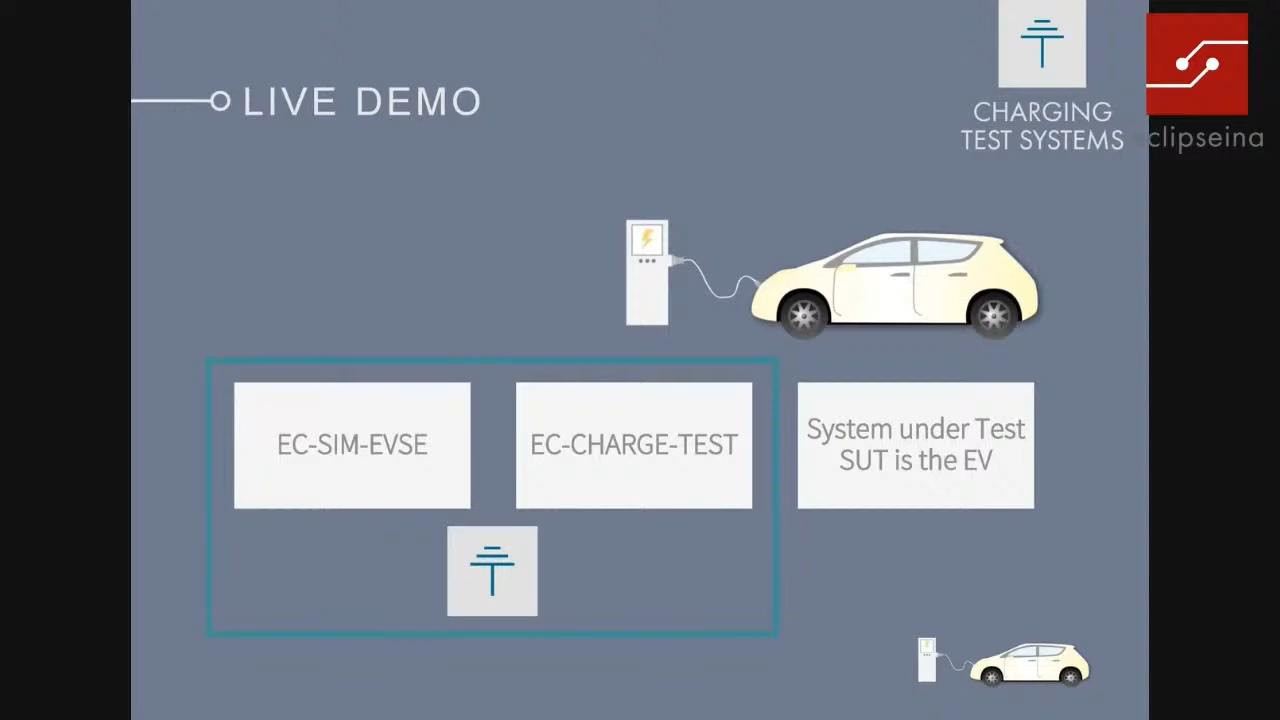 LIVE DEMO
CHARGING
TEST SYSTEMS
eclipseina
EC-SIM-EVSE
EC-CHARGE-TEST
System under Test
SUT is the EV